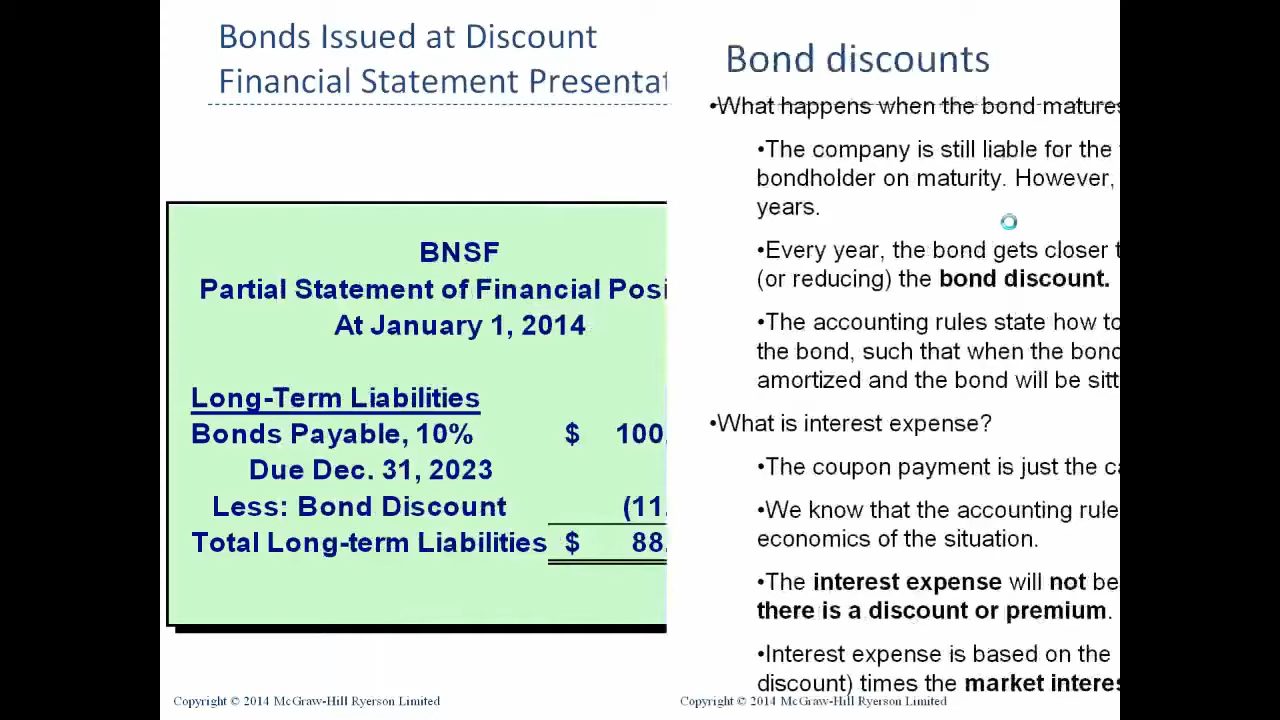 Bonds Issued at Discount
Financial Statement Presentat
BNSF
Partial Statement of Financial Posi
At January 1, 2014
Long-Term Liabilities
Bonds Payable, 10% $ 100,
Due Dec. 31, 2023
Less: Bond Discount (11,
Total Long-term Liabilities $ 88,
Copyright © 2014 McGraw-Hill Ryerson Limited
Bond discounts
•What happens when the bond matures
•The company is still liable for the
bondholder on maturity. However,
years.
•Every year, the bond gets closer t
(or reducing) the bond discount.
•The accounting rules state how to
the bond, such that when the bond
amortized and the bond will be sitt
•What is interest expense?
•The coupon payment is just the ca
•We know that the accounting rule
economics of the situation.
•The interest expense will not be
there is a discount or premium.
•Interest expense is based on the
discount) times the market interes
Copyright © 2014 McGraw-Hill Ryerson Limited